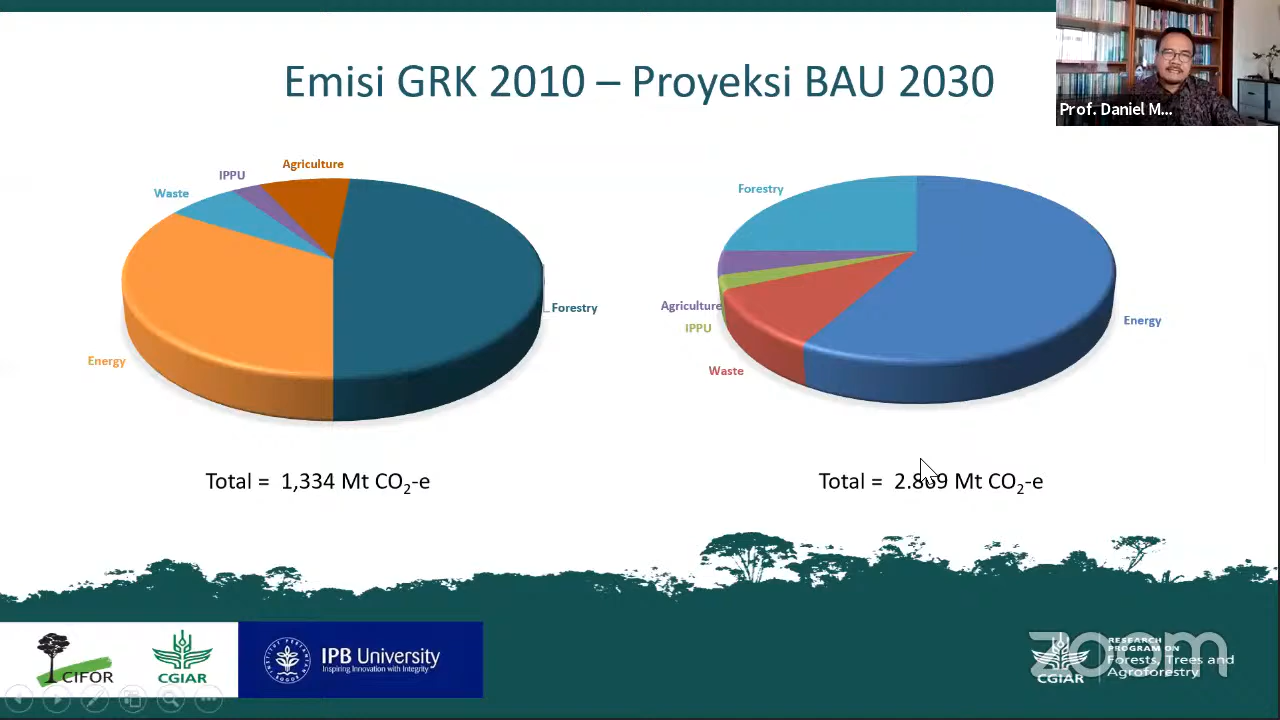 Emisi GRK 2010 – Proyeksi BAU 2030
Prof. Daniel M...
Agriculture
IPPU
Waste
Forestry
Energy
Forestry
Agriculture
IPPU
Waste
Energy
Total = 1,334 Mt CO2-e
Total = Mt CO2-e
CIFOR
CGIAR
IPB University
Inspiring Innovation with Integrity
CGIAR
RESEARCH
PROGRAM ON
Forests, Trees and
Agroforestry
zoom